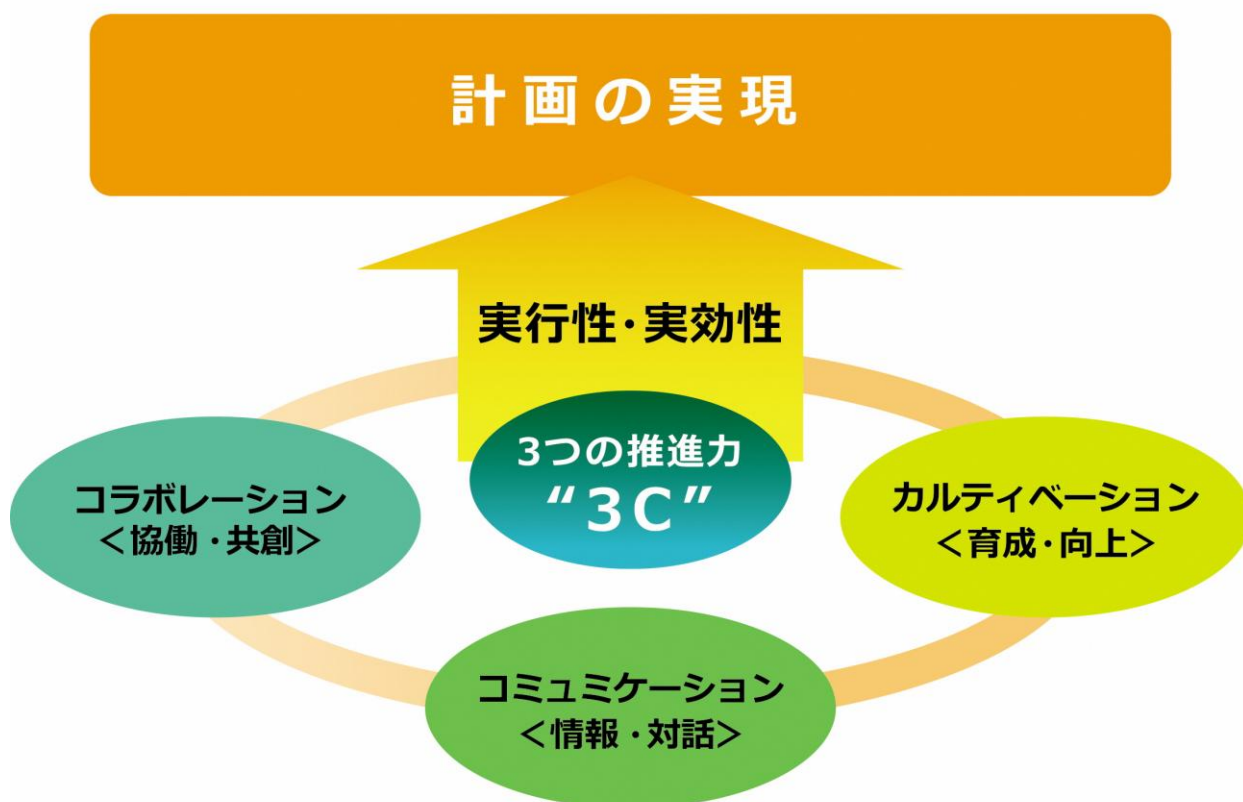 計画の実現
実行性・実効性
3つの推進力
“3C”
コラボレーション
＜協働・共創＞
カルティベーション
＜育成・向上＞
コミュミケーション
＜情報・対話＞